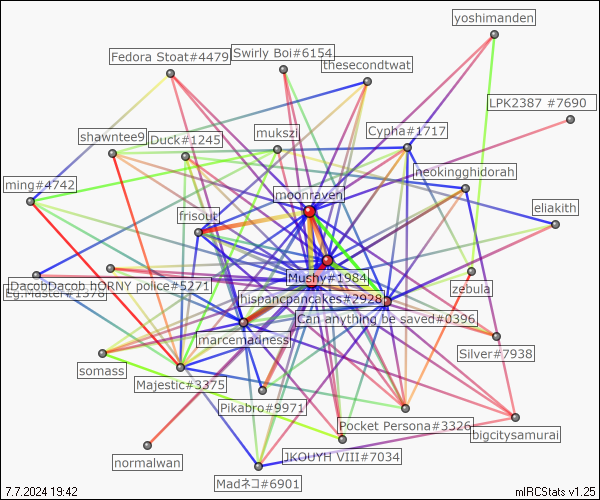 yoshimanden
Fedora Stoat#4479
Swirly Boi#6154
thesecondtwat
LPK2387 #7690
shawntee9
Duck#1245
mukszi
Cypha#1717
ming#4742
moonraven
neokingghidorah
frisout
eliakith
Mushy#1984
DacobDacob hORNY police#5271
zebula
hispancpancakes#2928
Can anything be saved#0396
marcemadness
Silver#7938
somass
Majestic#3375
Pikabro#9971
Pocket Persona#3326
bigcitysamurai
normalwan
JKOUYH VIII#7034
Madネコ#6901
7.7.2024 19:42
mIRCStats v1.25